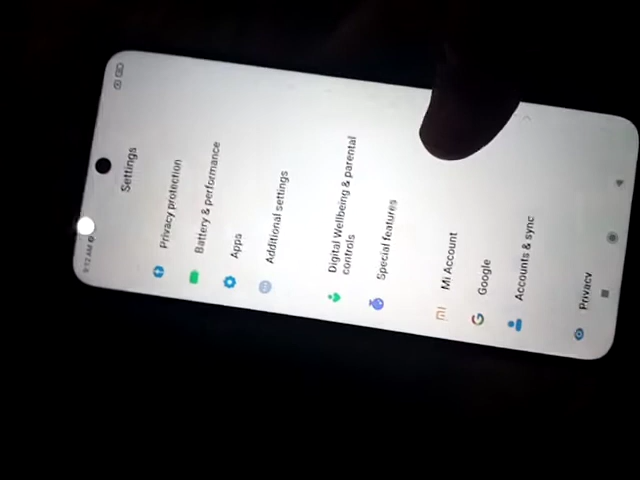 9:12 AM
Settings
Privacy protection
Battery & performance
Apps
Additional settings
Digital Wellbeing & parental
controls
Special features
Mi Account
Google
Accounts & sync
Privacy